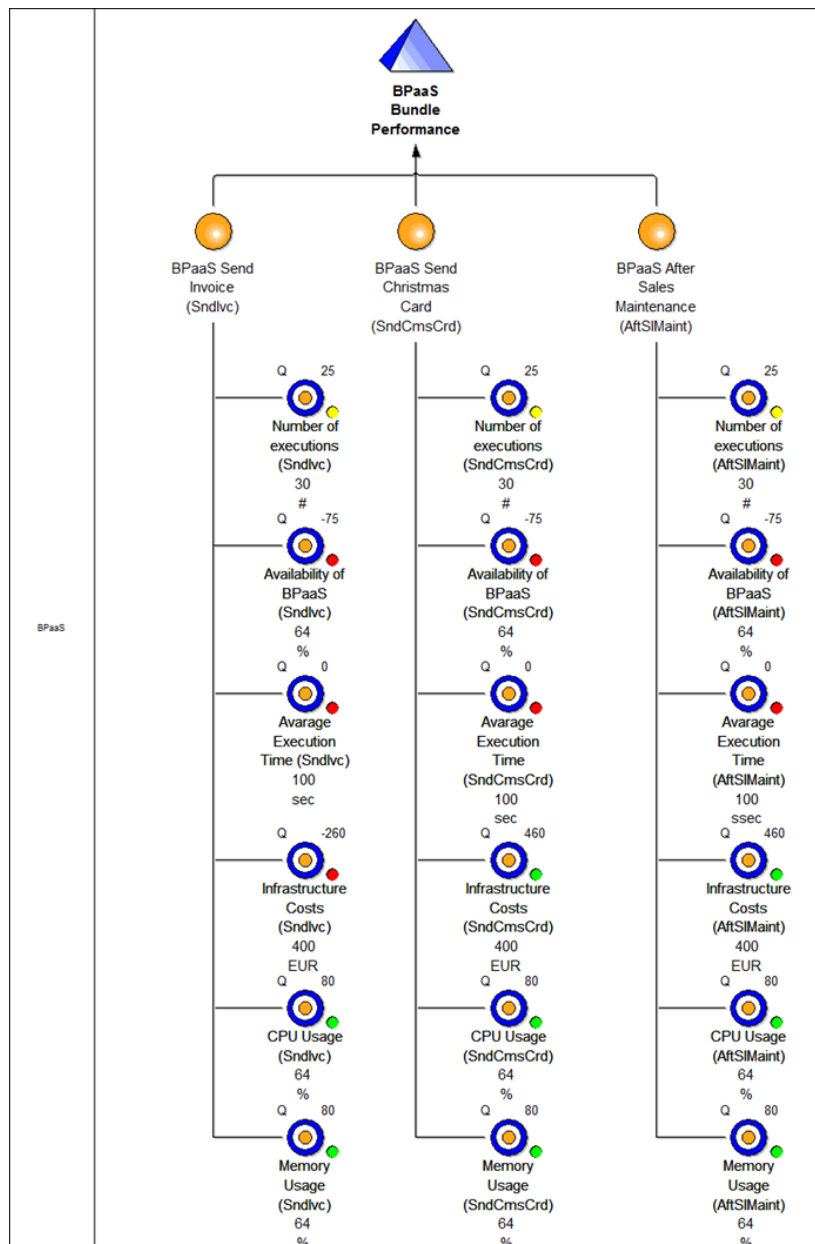 BPaaS
BPaaS
Bundle
Performance
BPaaS Send
Invoice
(SndIvc)
Q 25
Number of
executions
(SndIvc)
30
#
Q -75
Availability of
BPaaS
(SndIvc)
64
%
Q 0
Avarage
Execution
Time (SndIvc)
100
sec
Q -260
Infrastructure
Costs
(SndIvc)
400
EUR
Q 80
CPU Usage
(SndIvc)
64
%
Q 80
Memory
Usage
(SndIvc)
64
%
BPaaS Send
Christmas
Card
(SndCmsCrd)
Q 25
Number of
executions
(SndCmsCrd)
30
#
Q -75
Availability of
BPaaS
(SndCmsCrd)
64
%
Q 0
Avarage
Execution
Time
(SndCmsCrd)
100
sec
Q 460
Infrastructure
Costs
(SndCmsCrd)
400
EUR
Q 80
CPU Usage
(SndCmsCrd)
64
%
Q 80
Memory
Usage
(SndCmsCrd)
64
%
BPaaS After
Sales
Maintenance
(AftSlMaint)
Q 25
Number of
executions
(AftSlMaint)
30
#
Q -75
Availability of
BPaaS
(AftSlMaint)
64
%
Q 0
Avarage
Execution
Time
(AftSlMaint)
100
ssec
Q 460
Infrastructure
Costs
(AftSlMaint)
400
EUR
Q 80
CPU Usage
(AftSlMaint)
64
%
Q 80
Memory
Usage
(AftSlMaint)
64
%